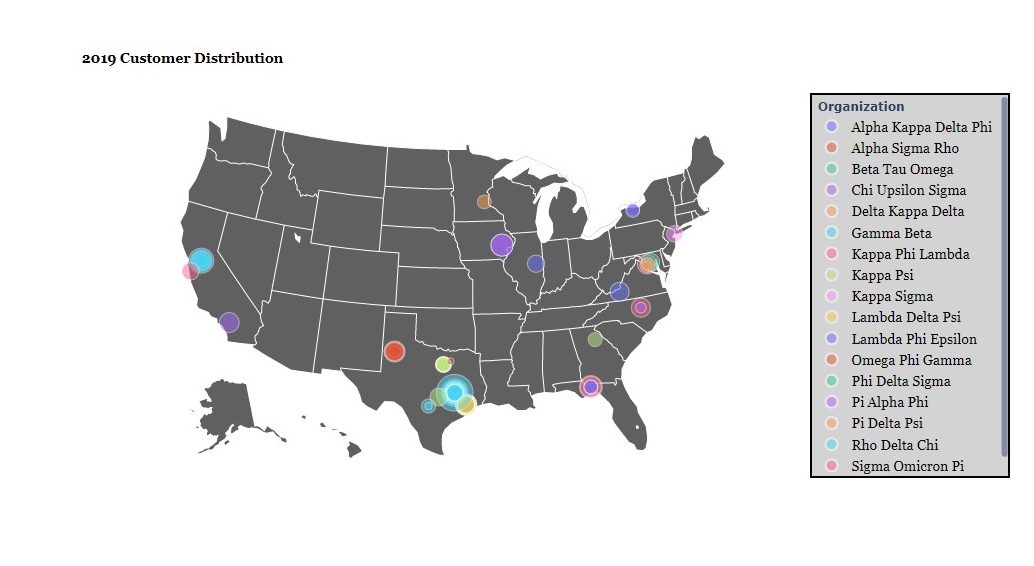 2019 Customer Distribution
Organization
Alpha Kappa Delta Phi
Alpha Sigma Rho
Beta Tau Omega
Chi Upsilon Sigma
Delta Kappa Delta
Gamma Beta
Kappa Phi Lambda
Kappa Psi
Kappa Sigma
Lambda Delta Psi
Lambda Phi Epsilon
Omega Phi Gamma
Phi Delta Sigma
Pi Alpha Phi
Pi Delta Psi
Rho Delta Chi
Sigma Omicron Pi